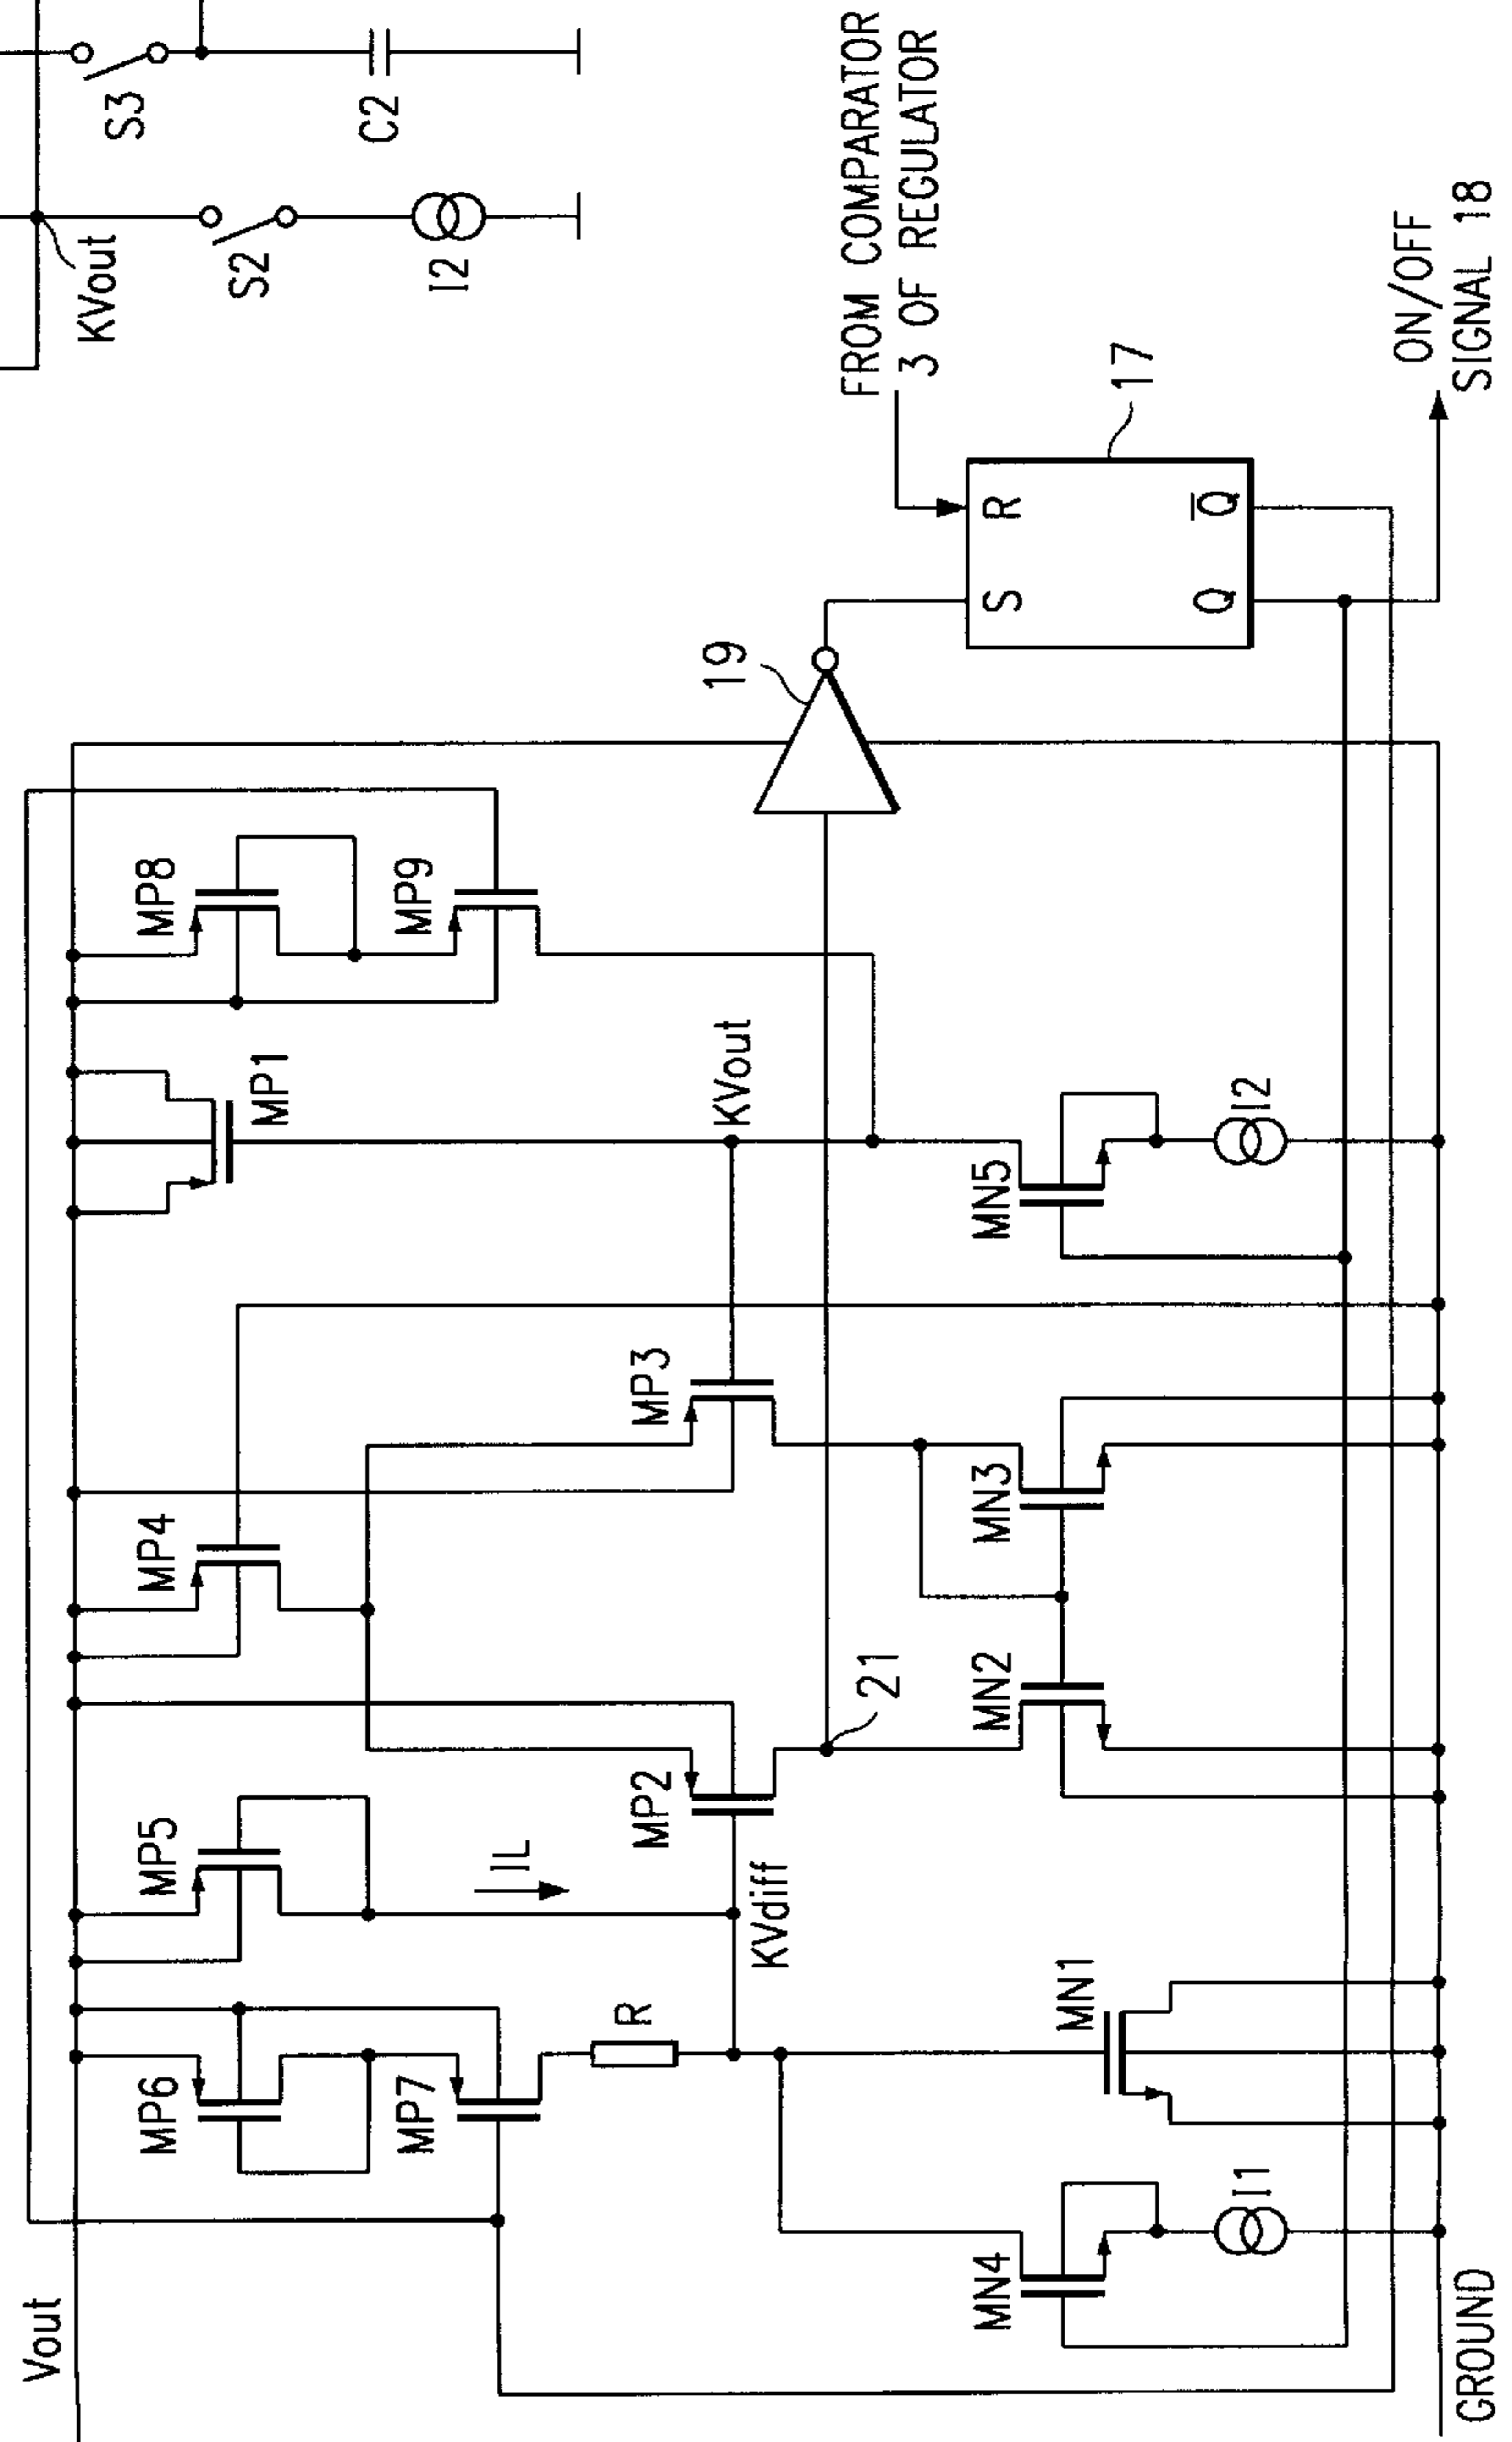 S3
C2
KVout
S2
I2
FROM COMPARATOR
3 OF REGULATOR
ON/OFF
SIGNAL 18
17
S
R
Q
Q̅
19
Vout
MP6
MP7
R
MP5
IL
KVdiff
MP2
21
MP4
MP3
MP1
KVout
MP8
MP9
MN4
I1
MN1
MN2
MN3
MN5
I2
GROUND